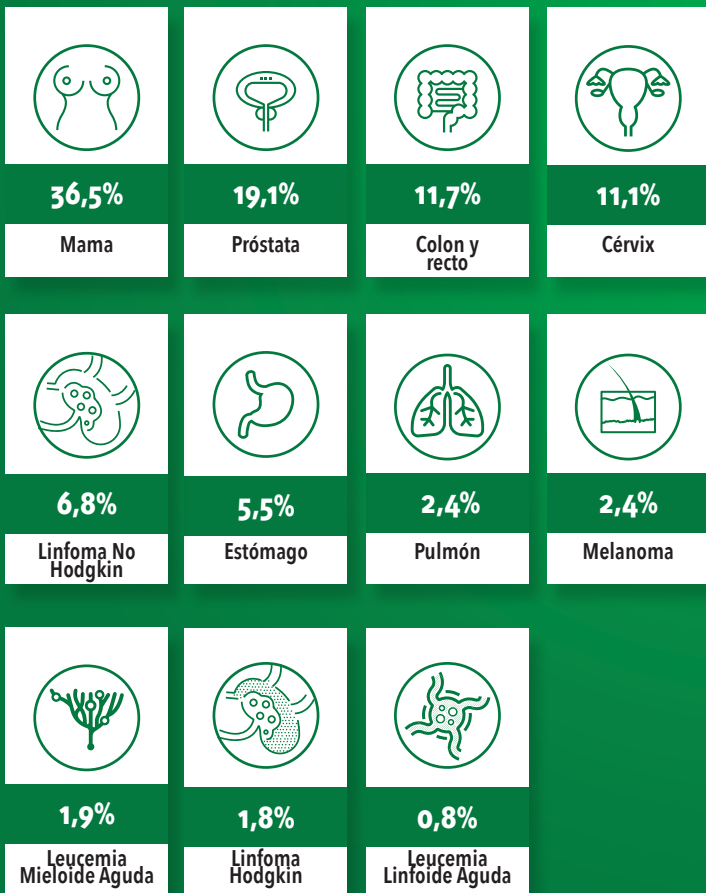 36,5%
Mama
19,1%
Próstata
11,7%
Colon y
recto
11,1%
Cérvix
6,8%
Linfoma No
Hodgkin
5,5%
Estómago
2,4%
Pulmón
2,4%
Melanoma
1,9%
Leucemia
Mieloide Aguda
1,8%
Linfoma
Hodgkin
0,8%
Leucemia
Linfoide Aguda